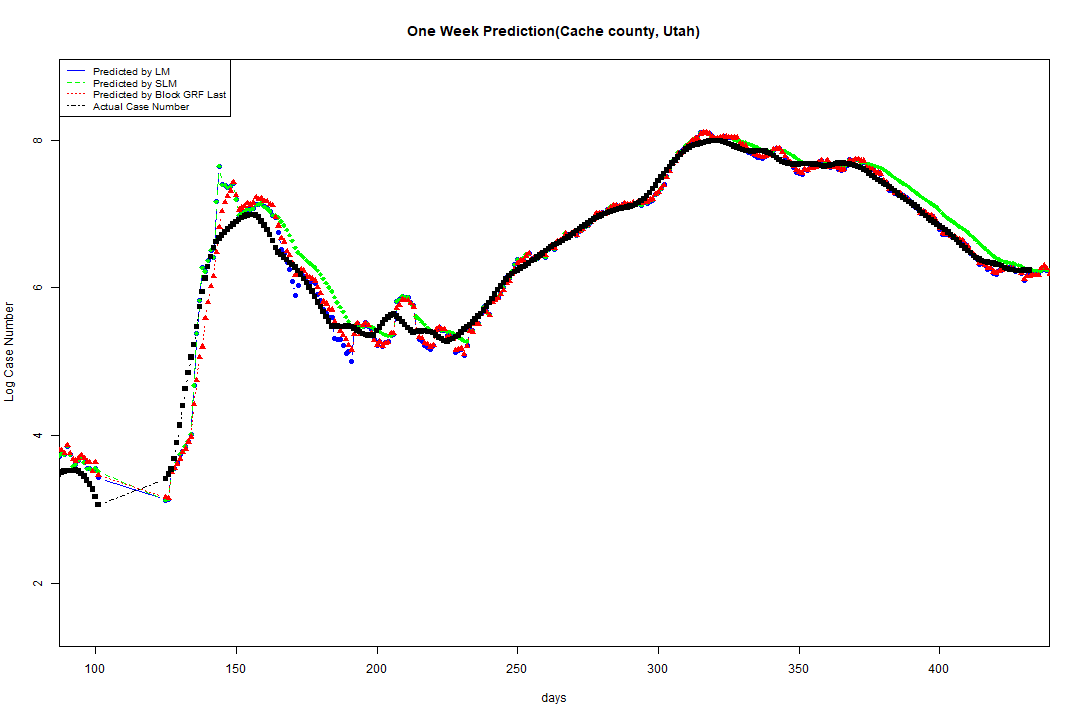 One Week Prediction(Cache county, Utah)
Predicted by LM
Predicted by SLM
Predicted by Block GRF Last
Actual Case Number
8
6
4
2
Log Case Number
100 150 200 250 300 350 400
days